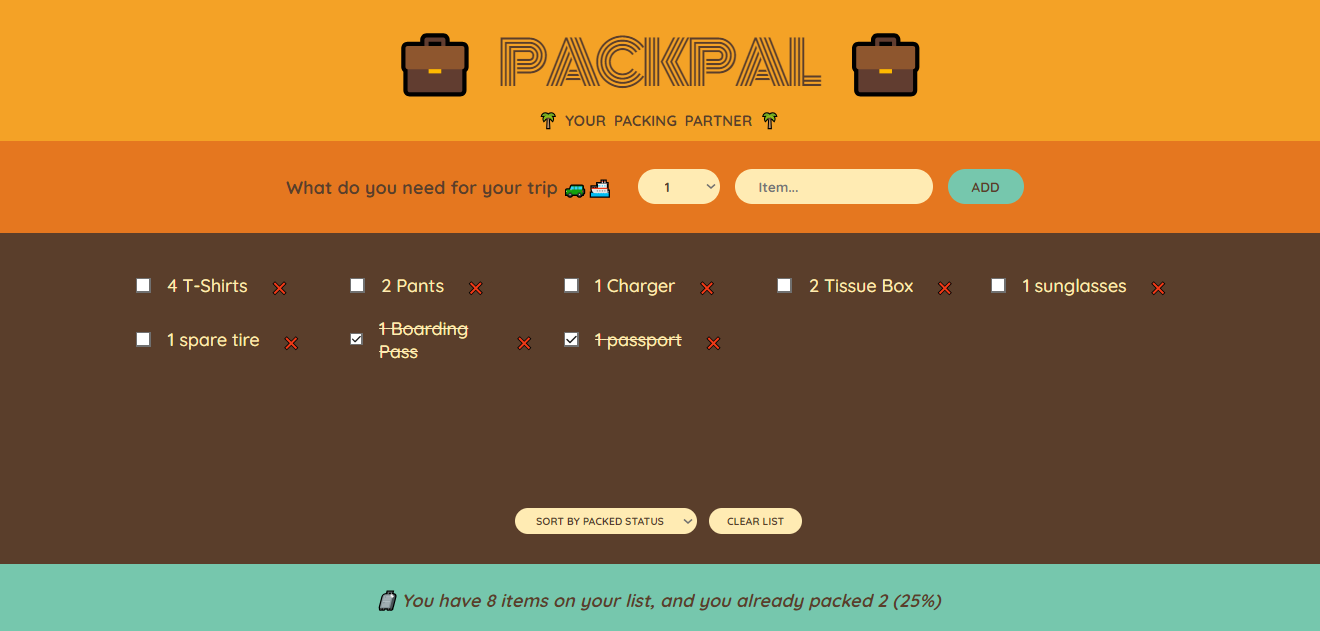 PACKPAL
YOUR PACKING PARTNER
What do you need for your trip
1
Item...
ADD
4 T-Shirts
2 Pants
1 Charger
2 Tissue Box
1 sunglasses
1 spare tire
1 Boarding
Pass
1 passport
SORT BY PACKED STATUS
CLEAR LIST
You have 8 items on your list, and you already packed 2 (25%)